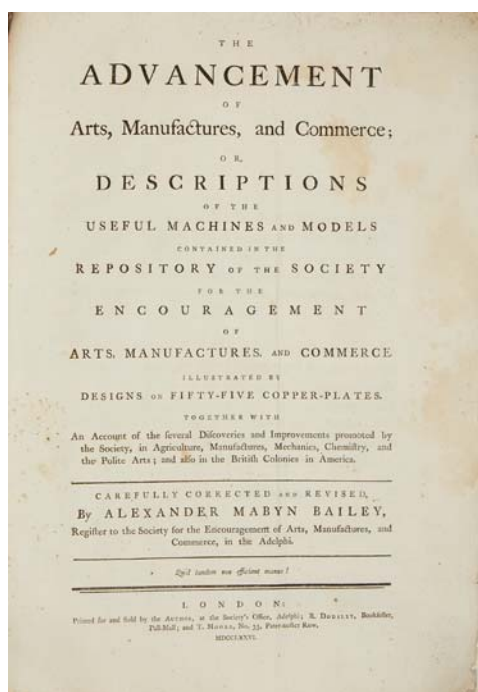 THE
ADVANCEMENT
OF
Arts, Manufactures, and Commerce;
OR,
DESCRIPTIONS
OF THE
USEFUL MACHINES AND MODELS
CONTAINED IN THE
REPOSITORY OF THE SOCIETY
FOR THE
ENCOURAGEMENT
OF
ARTS, MANUFACTURES, AND COMMERCE
ILLUSTRATED BY
DESIGNS ON FIFTY-FIVE COPPER-PLATES.
TOGETHER WITH
An Account of the ſeveral Diſcoveries and Improvements promoted by
the Society, in Agriculture, Manufactures, Mechanics, Chemiſtry, and
the Polite Arts; and alſo in the Britiſh Colonies in America.
CAREFULLY CORRECTED AND REVISED,
By ALEXANDER MABYN BAILEY,
Regiſter to the Society for the Encouragement of Arts, Manufactures, and
Commerce, in the Adelphi.
Quid tandem non efficient manus!
LONDON:
Printed for and Sold by the AUTHOR, at the Society's Office, Adelphi; R. DODSLEY, Bookſeller,
Pall-Mall; and T. No. 33, Pater-noſter Row.
MDCCLXXVI.